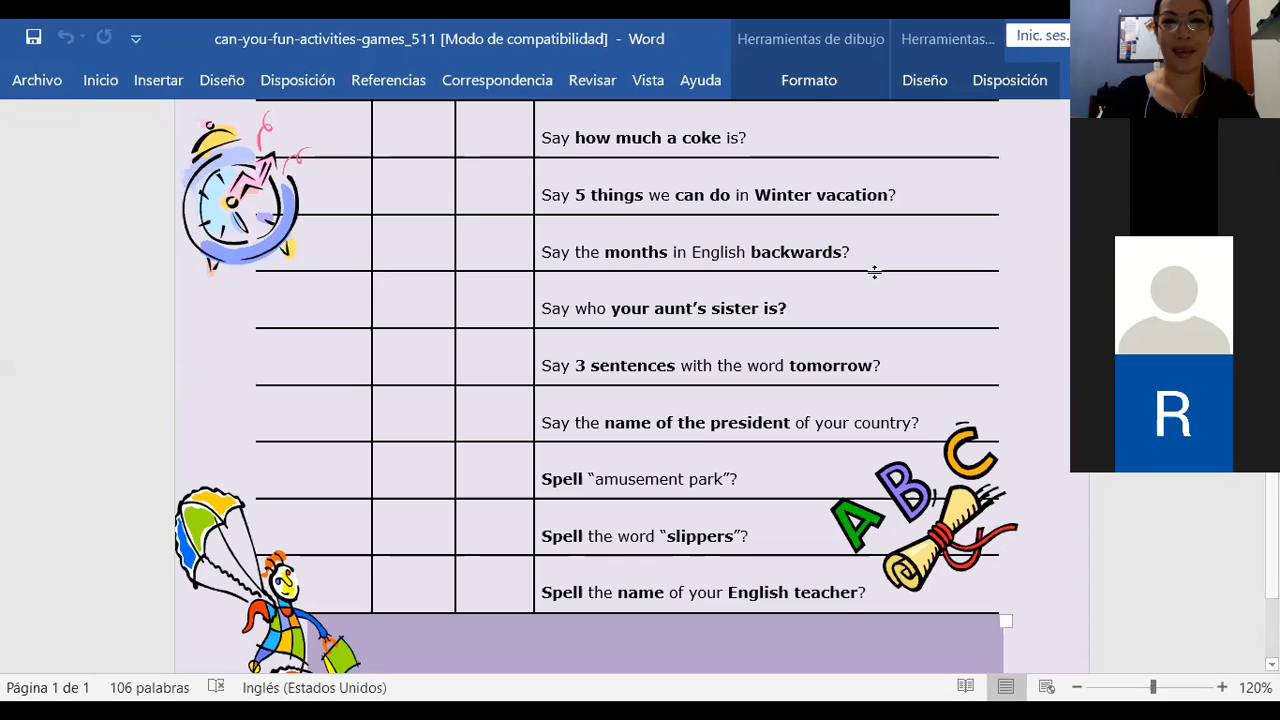 can-you-fun-activities-games_511 [Modo de compatibilidad] - Word
Herramientas de dibujo
Herramientas...
Inic. ses.
Archivo Inicio Insertar Diseño Disposición Referencias Correspondencia Revisar Vista Ayuda Formato Diseño Disposición
Say how much a coke is?
Say 5 things we can do in Winter vacation?
Say the months in English backwards?
Say who your aunt’s sister is?
Say 3 sentences with the word tomorrow?
Say the name of the president of your country?
Spell “amusement park”?
Spell the word “slippers”?
Spell the name of your English teacher?
A B C
R
Página 1 de 1 106 palabras Inglés (Estados Unidos) 120%